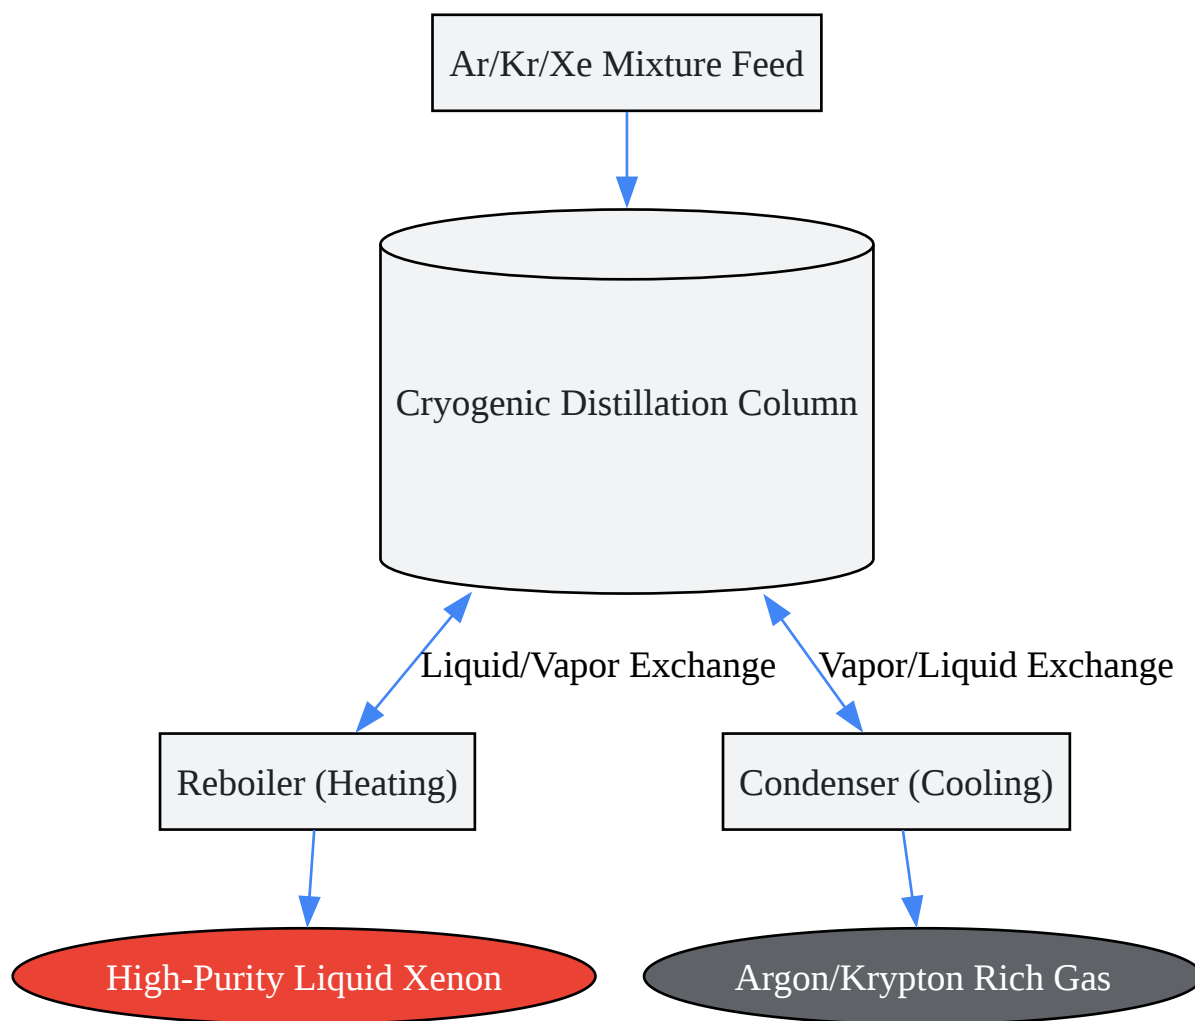 Ar/Kr/Xe Mixture Feed
Cryogenic Distillation Column
Liquid/Vapor Exchange
Vapor/Liquid Exchange
Reboiler (Heating)
Condenser (Cooling)
High-Purity Liquid Xenon
Argon/Krypton Rich Gas